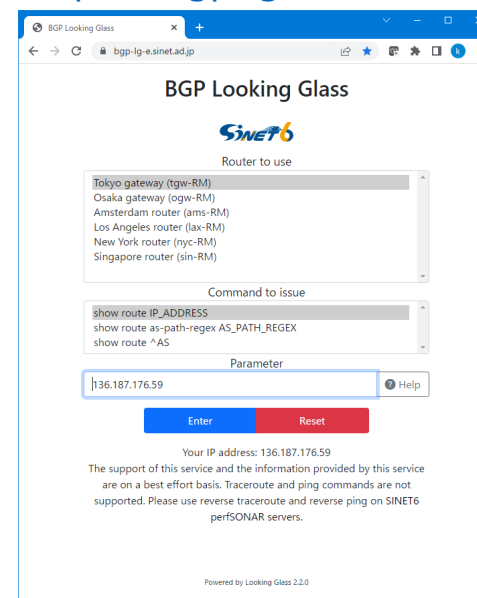 BGP Looking Glass
bgp-lg-e.sinet.ad.jp
k
BGP Looking Glass
SINET6
Router to use
Tokyo gateway (tgw-RM)
Osaka gateway (ogw-RM)
Amsterdam router (ams-RM)
Los Angeles router (lax-RM)
New York router (nyc-RM)
Singapore router (sin-RM)
Command to issue
show route IP_ADDRESS
show route as-path-regex AS_PATH_REGEX
show route ^AS
Parameter
136.187.176.59
Help
Enter Reset
Your IP address: 136.187.176.59
The support of this service and the information provided by this service
are on a best effort basis. Traceroute and ping commands are not
supported. Please use reverse traceroute and reverse ping on SINET6
perfSONAR servers.
Powered by Looking Glass 2.2.0